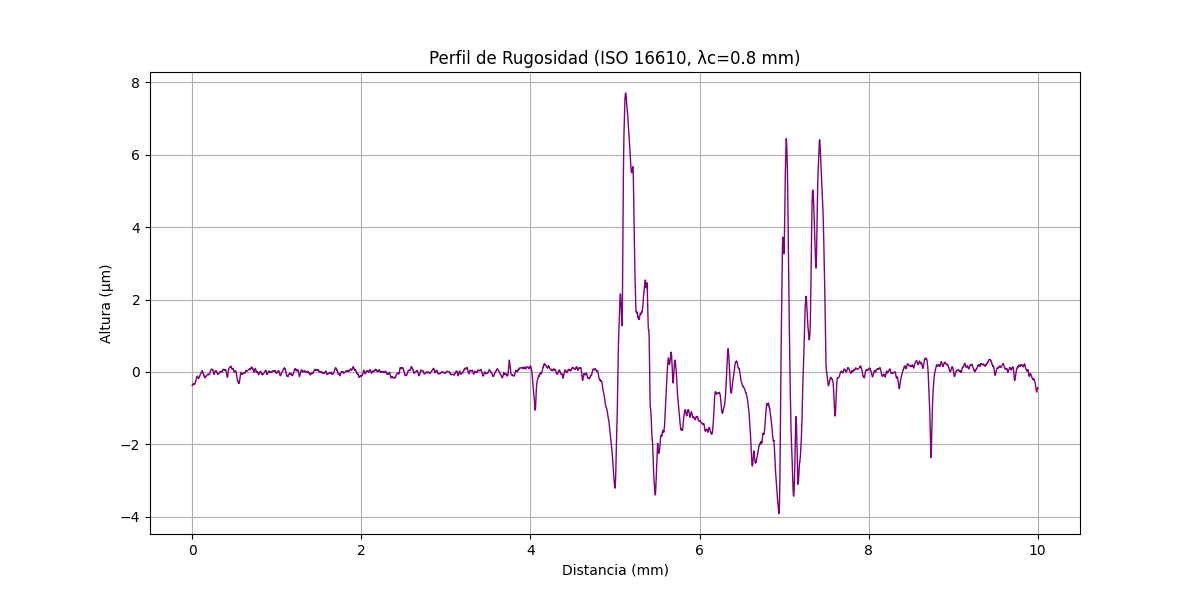 Perfil de Rugosidad (ISO 16610, λc=0.8 mm)
8
6
4
2
0
−2
−4
Altura (μm)
0 2 4 6 8 10
Distancia (mm)